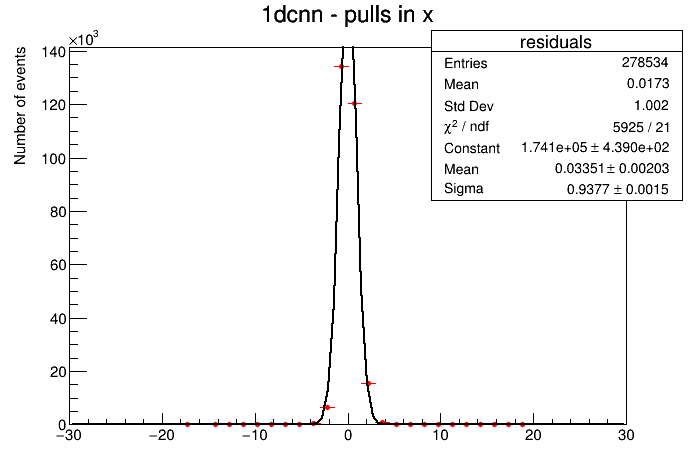 1dcnn - pulls in x
×10³
Number of events
140
120
100
80
60
40
20
0
−30 −20 −10 0 10 20 30
residuals
Entries 278534
Mean 0.0173
Std Dev 1.002
χ² / ndf 5925 / 21
Constant 1.741e+05 ± 4.390e+02
Mean 0.03351 ± 0.00203
Sigma 0.9377 ± 0.0015